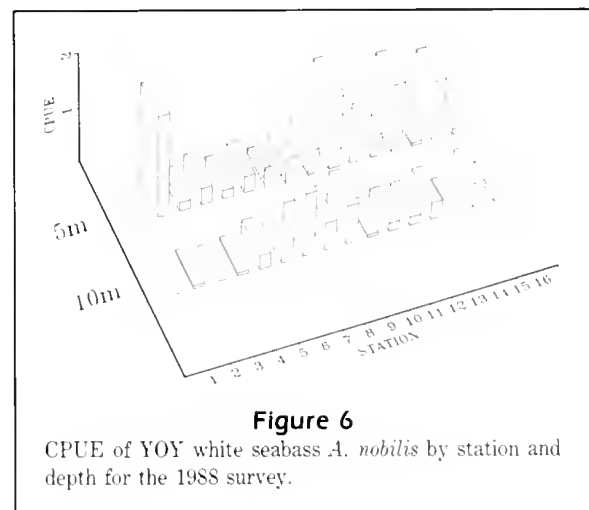 2
1
CPUE
5m
10m
1 2 3 4 5 6 7 8 9 10 11 12 13 14 15 16
STATION
Figure 6
CPUE of YOY white seabass A. nobilis by station and
depth for the 1988 survey.